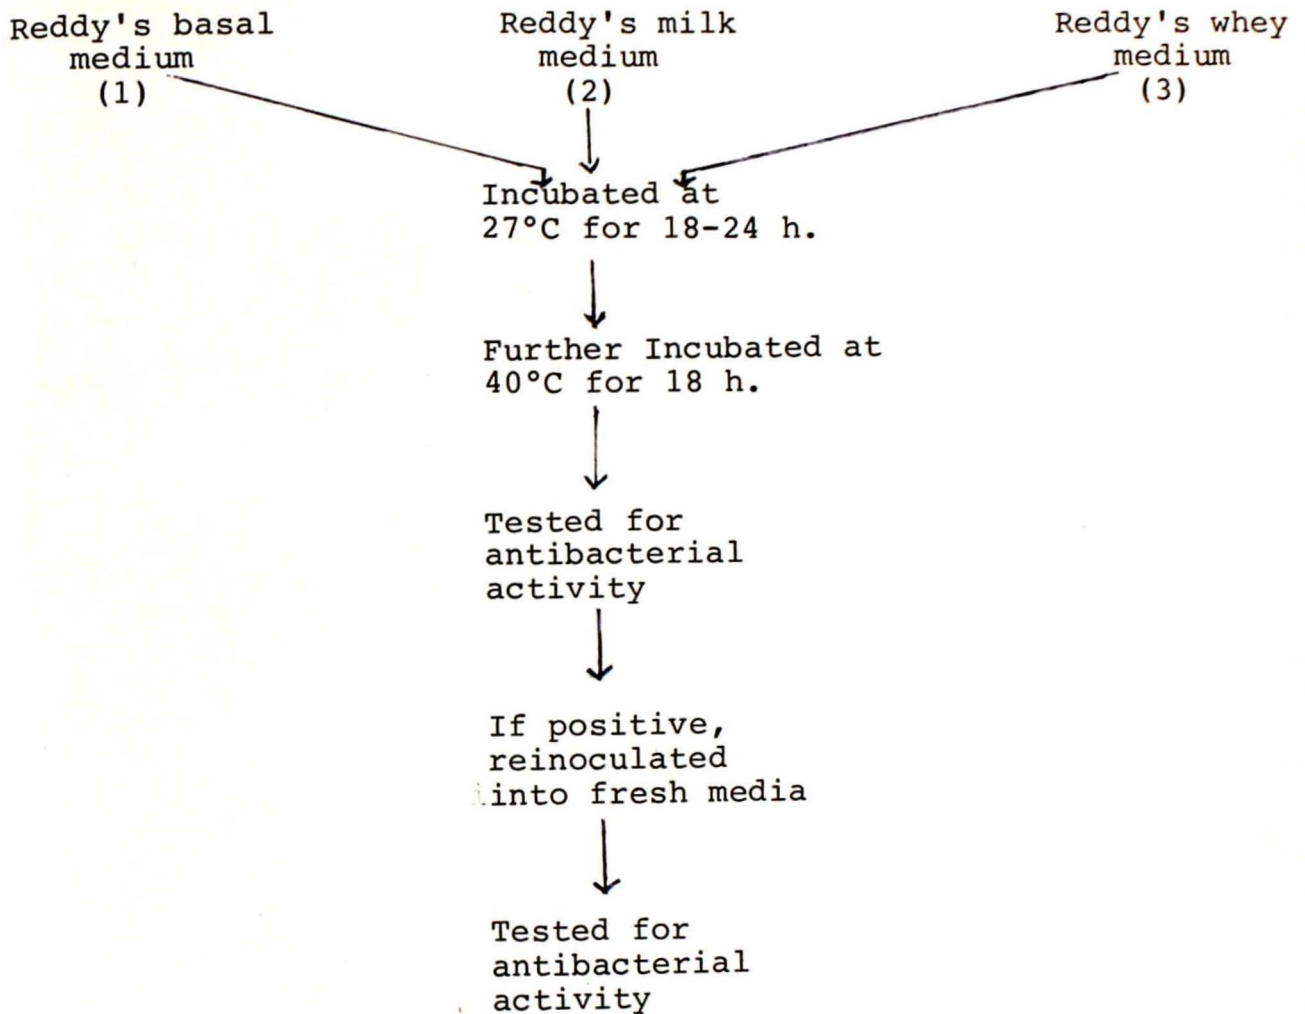 Reddy's basal
medium
(1)
Reddy's milk
medium
(2)
Reddy's whey
medium
(3)
Incubated at
27°C for 18-24 h.
Further Incubated at
40°C for 18 h.
Tested for
antibacterial
activity
If positive,
reinoculated
into fresh media
Tested for
antibacterial
activity